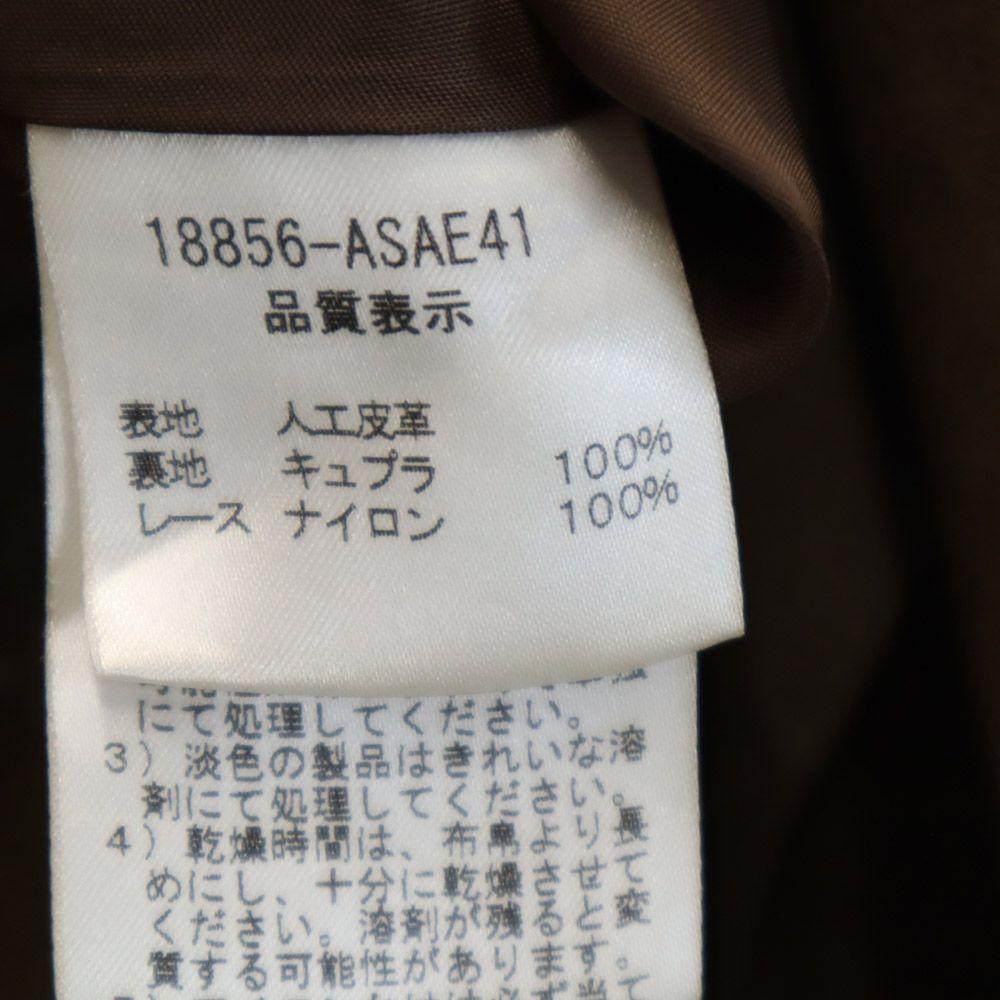 18856-ASAE41
品質表示
表地 人工皮革
裏地 キュプラ 100%
レース ナイロン 100%
にて処理してください。
3) 淡色の製品はきれいな溶
剤にて処理してください。
4) 乾燥時間は、布帛より長
めにし、十分に乾燥させて
ください。溶剤が残ると変
質する可能性があります。